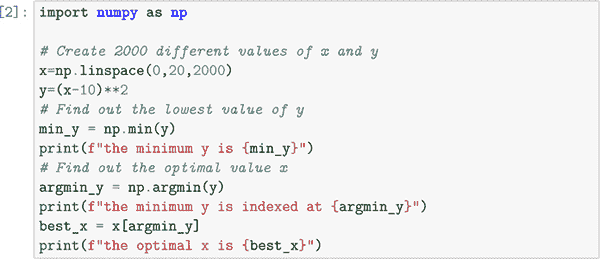 [2]: import numpy as np
# Create 2000 different values of x and y
x=np.linspace(0,20,2000)
y=(x-10)**2
# Find out the lowest value of y
min_y = np.min(y)
print(f"the minimum y is {min_y}")
# Find out the optimal value x
argmin_y = np.argmin(y)
print(f"the minimum y is indexed at {argmin_y}")
best_x = x[argmin_y]
print(f"the optimal x is {best_x}")